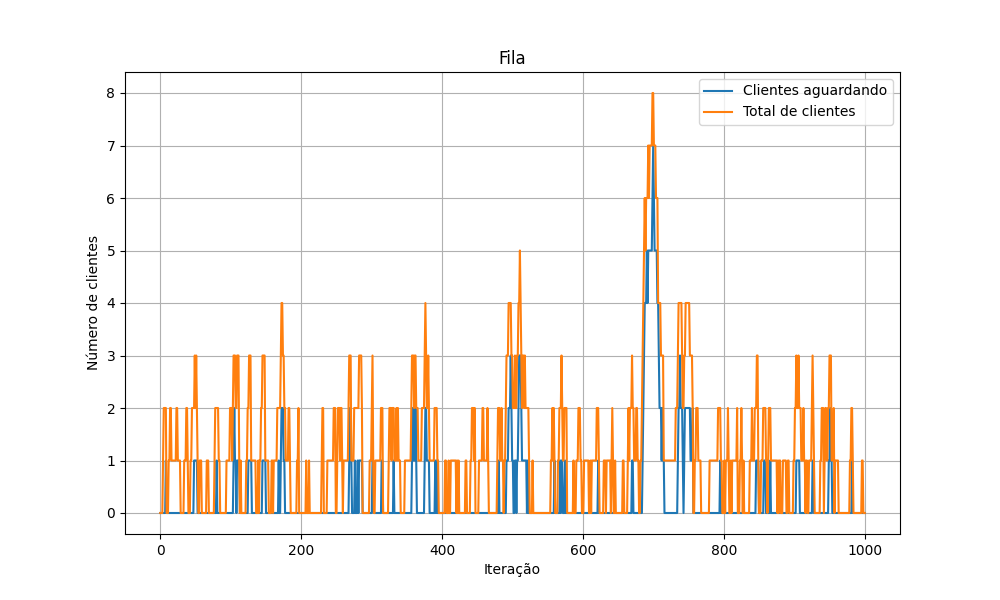 Fila
Clientes aguardando
Total de clientes
Número de clientes
8
7
6
5
4
3
2
1
0
0 200 400 600 800 1000
Iteração